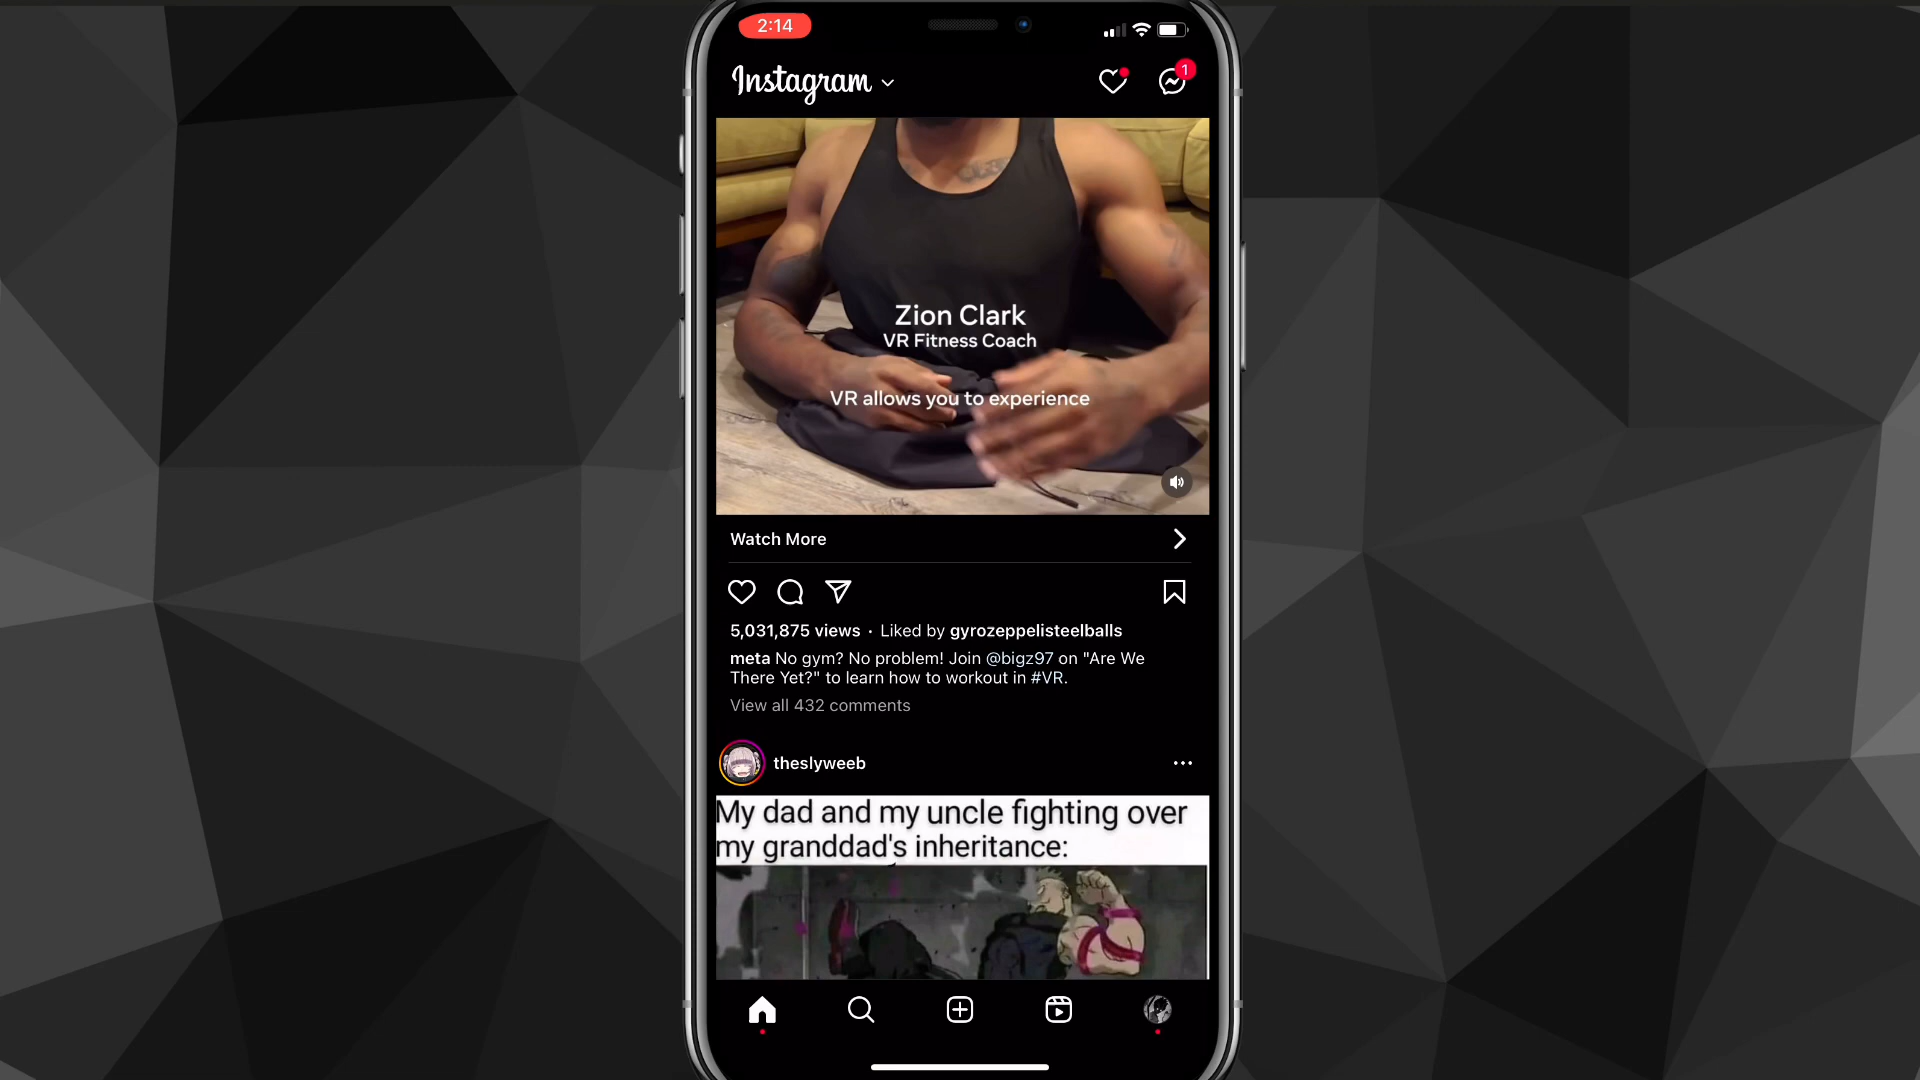 2:14
Instagram
1
Zion Clark
VR Fitness Coach
VR allows you to experience
Watch More
5,031,875 views · Liked by gyrozeppelisteelballs
meta No gym? No problem! Join @bigz97 on "Are We
There Yet?" to learn how to workout in #VR.
View all 432 comments
theslyweeb
My dad and my uncle fighting over
my granddad's inheritance: